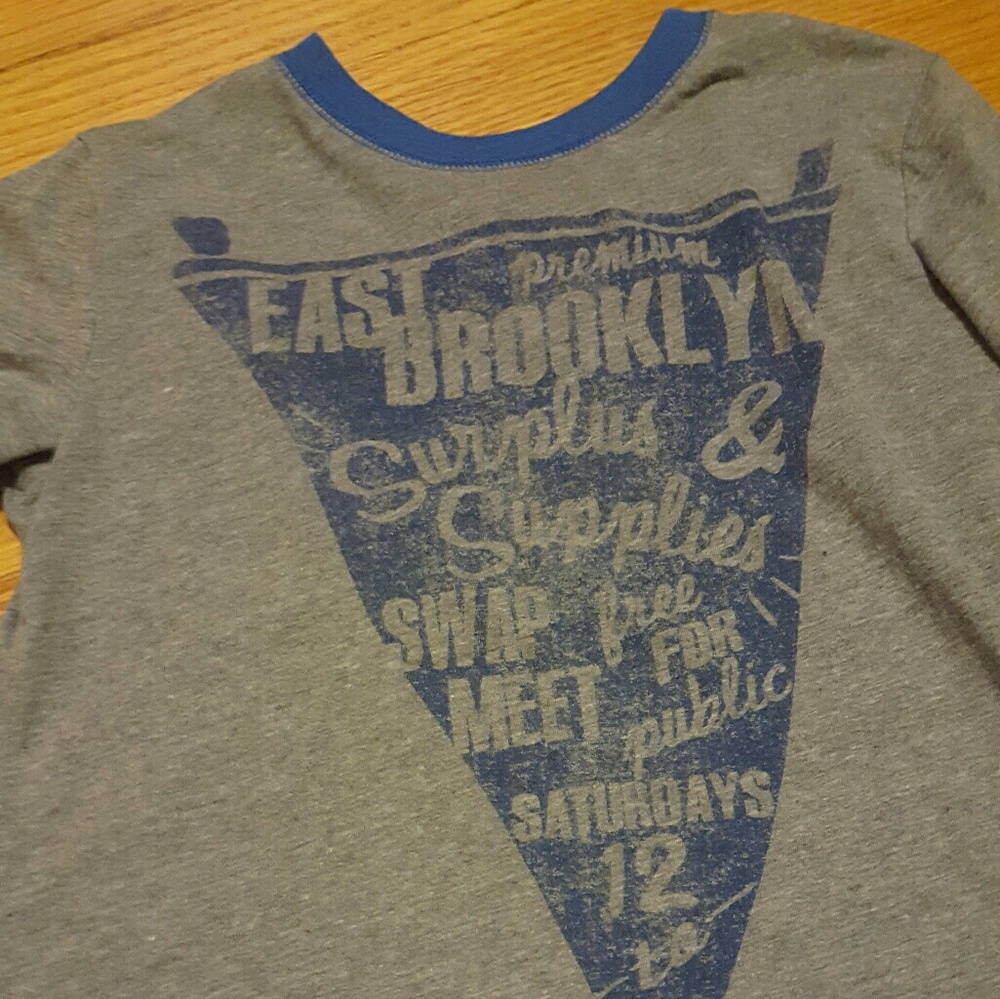 premium
EAST BROOKLYN
Surplus &
Supplies
SWAP free
MEET FOR
public
SATURDAYS
12
to